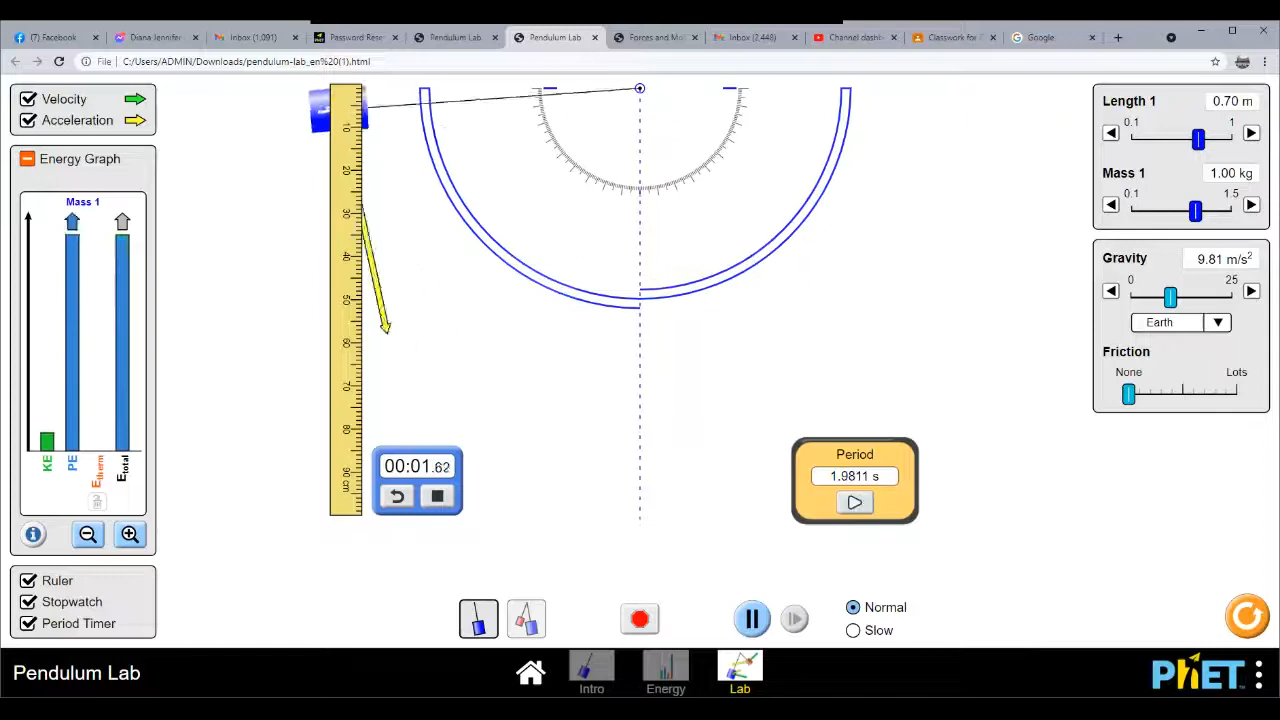 (7) Facebook
Diana Jennifer
Inbox (1,091)
Password Rese
Pendulum Lab
Pendulum Lab
Forces and Mo
Inbox (2,448)
Channel dashb
Classwork for
Google
File
C:/Users/ADMIN/Downloads/pendulum-lab_en%20(1).html
Velocity
Acceleration
Energy Graph
Mass 1
KE
PE
Etherm
Etotal
Ruler
Stopwatch
Period Timer
10
20
30
40
50
60
70
80
90 cm
00:01.62
Period
1.9811 s
Length 1
0.70 m
0.1
1
Mass 1
1.00 kg
0.1
1.5
Gravity
9.81 m/s²
0
25
Earth
Friction
None
Lots
Normal
Slow
Pendulum Lab
Intro
Energy
Lab
PhET